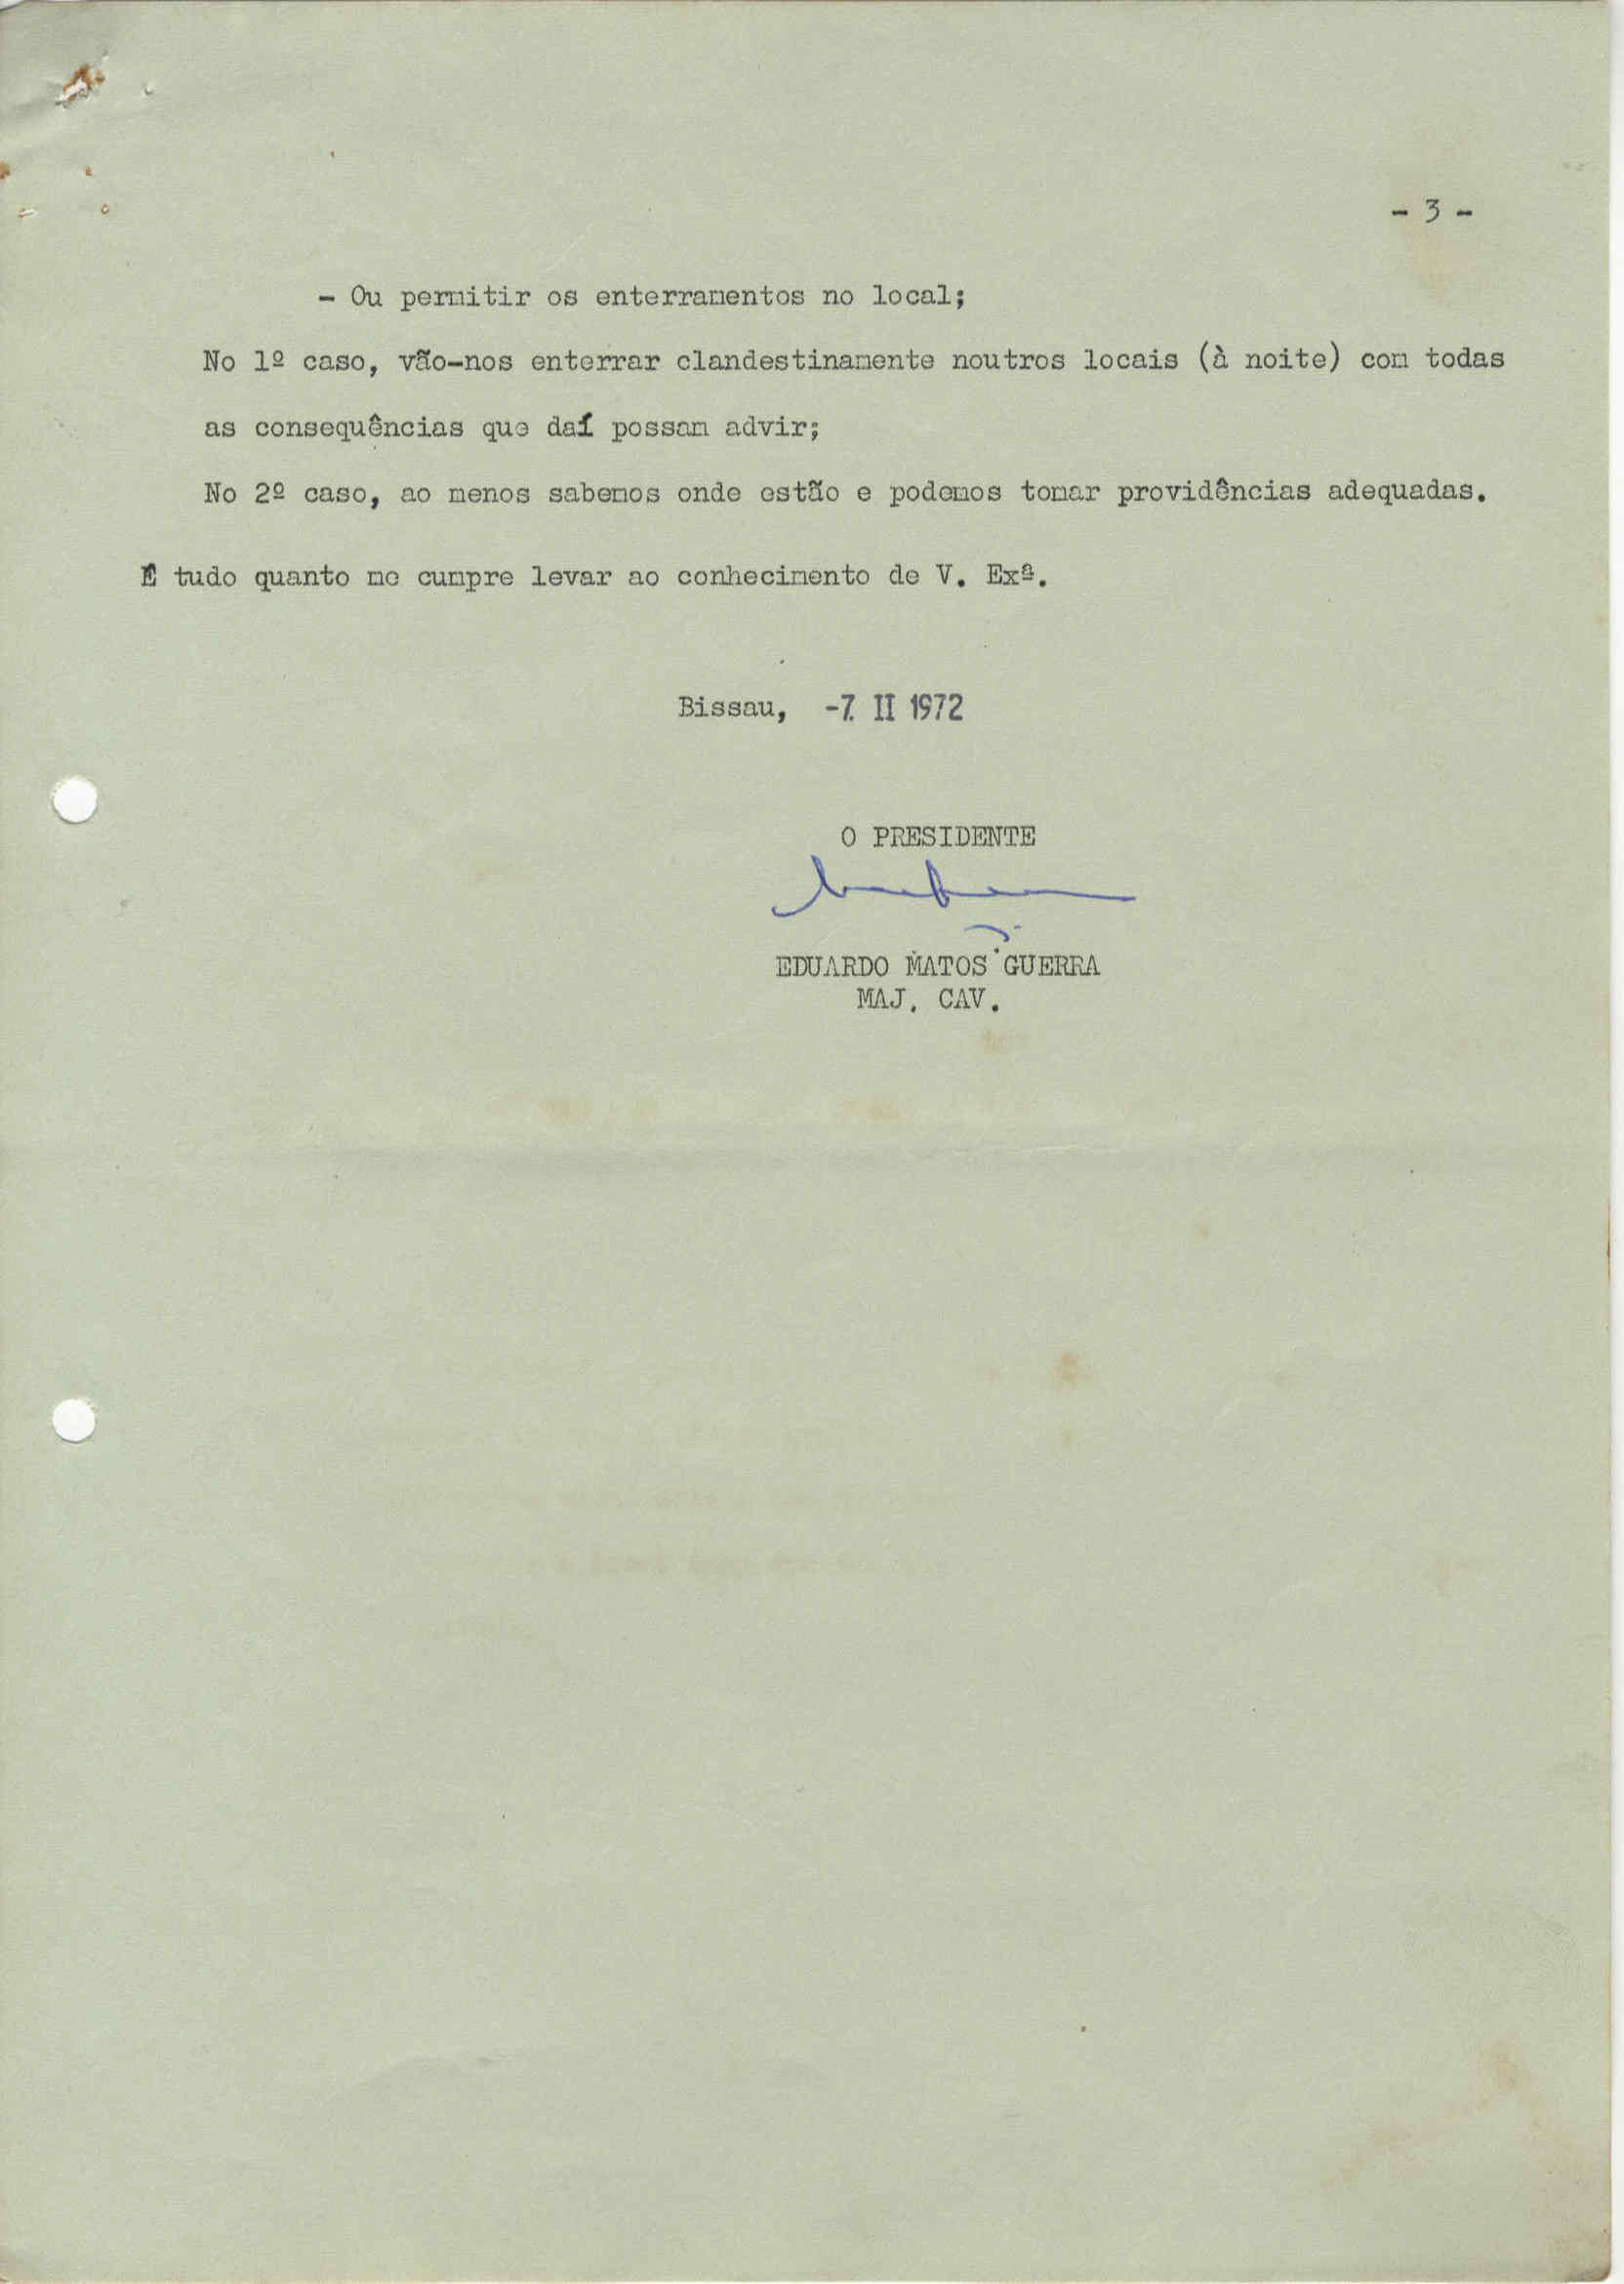 - 3 -
- Ou permitir os enterramentos no local;
No 1º caso, vão-nos enterrar clandestinamente noutros locais (à noite) com todas
as consequências que daí possam advir;
No 2º caso, ao menos sabemos onde estão e podemos tomar providências adequadas.
É tudo quanto me cumpre levar ao conhecimento de V. Exª.
Bissau, -7. II 1972
O PRESIDENTE
EDUARDO MATOS GUERRA
MAJ. CAV.